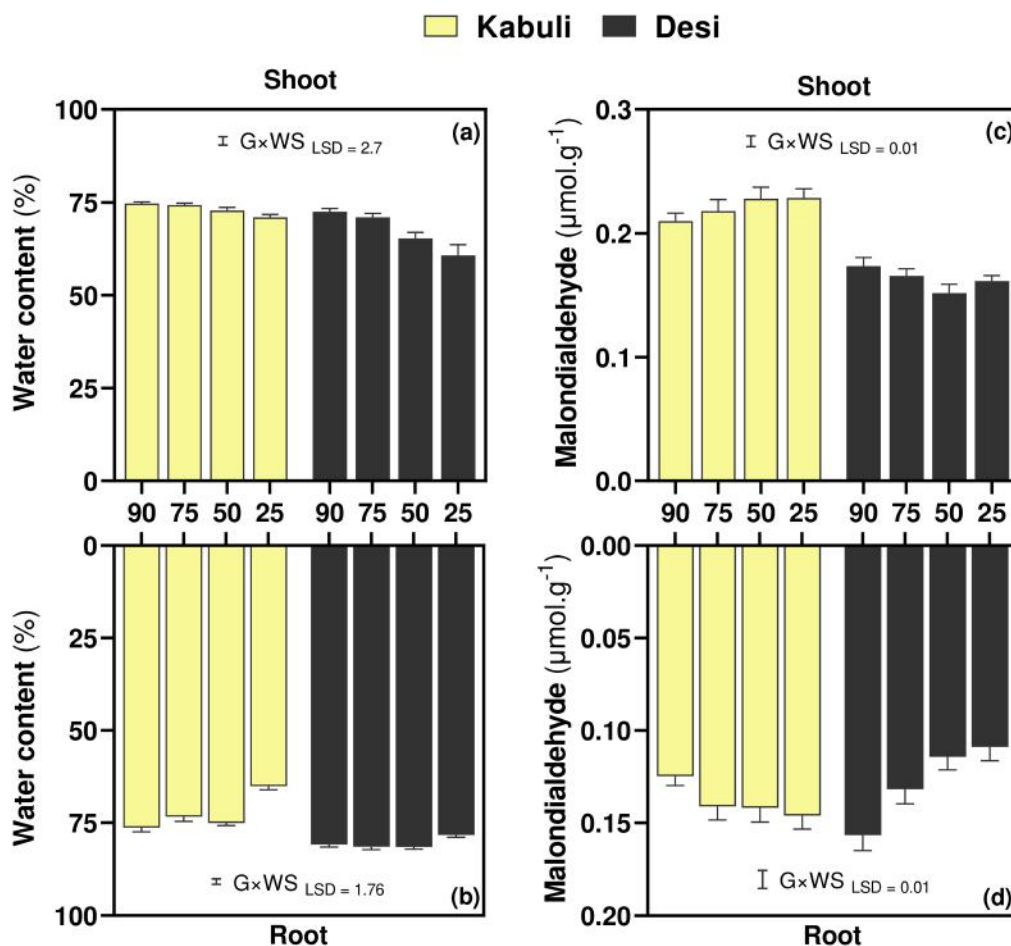 Kabuli Desi
Shoot
Shoot
100
75
50
25
0
Water content (%)
(a)
G×WS LSD = 2.7
90 75 50 25 90 75 50 25
0.3
0.2
0.1
0.0
Malondialdehyde (µmol.g-1)
(c)
G×WS LSD = 0.01
90 75 50 25 90 75 50 25
0
25
50
75
100
Water content (%)
G×WS LSD = 1.76
(b)
Root
0.00
0.05
0.10
0.15
0.20
Malondialdehyde (µmol.g-1)
G×WS LSD = 0.01
(d)
Root